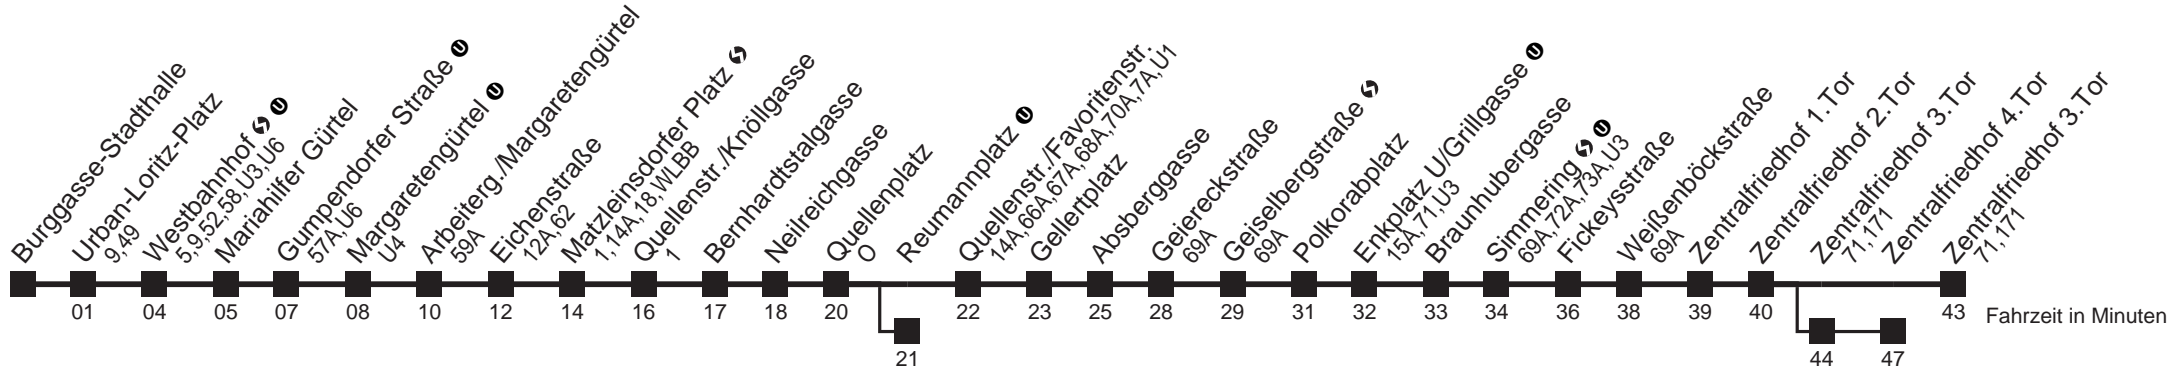 Burggasse-Stadthalle
Urban-Loritz-Platz
9,49
Westbahnhof U
5,9,52,58,U3,U6
Mariahilfer Gürtel
Gumpendorfer Straße U
57A,U6
Margaretengürtel U
U4
Arbeiterg./Margaretengürtel
59A
Eichenstraße
12A,62
Matzleinsdorfer Platz
1,14A,18,WLBB
Quellenstr./Knöllgasse
1
Bernhardtstalgasse
Neilreichgasse
Quellenplatz
O
Reumannplatz U
Quellenstr./Favoritenstr.
14A,66A,67A,68A,70A,7A,U1
Gellertplatz
Absberggasse
Geiereckstraße
69A
Geiselbergstraße
69A
Polkorabplatz
Enkplatz U/Grillgasse U
15A,71,U3
Braunhubergasse
Simmering U
69A,72A,73A,U3
Fickeysstraße
Weißenböckstraße
69A
Zentralfriedhof 1.Tor
Zentralfriedhof 2.Tor
Zentralfriedhof 3.Tor
71,171
Zentralfriedhof 4.Tor
Zentralfriedhof 3.Tor
71,171
01 04 05 07 08 10 12 14 16 17 18 20 22 23 25 28 29 31 32 33 34 36 38 39 40 43 Fahrzeit in Minuten
21 44 47